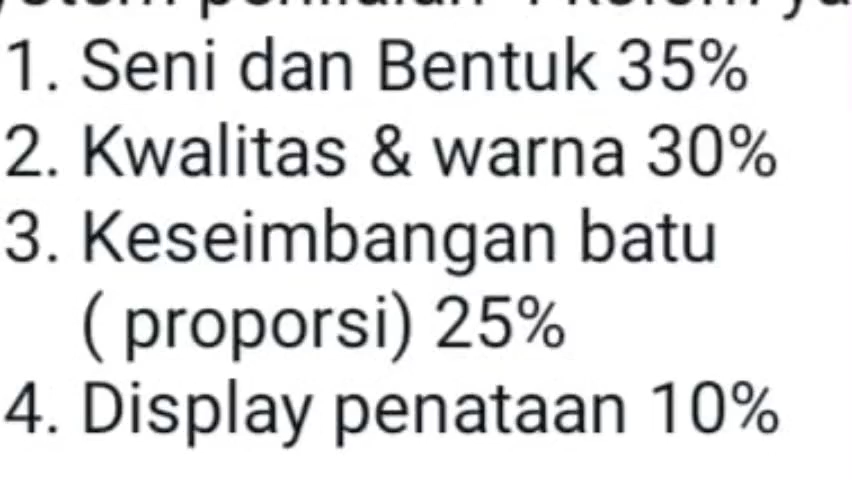 1. Seni dan Bentuk 35%
2. Kwalitas & warna 30%
3. Keseimbangan batu
( proporsi) 25%
4. Display penataan 10%